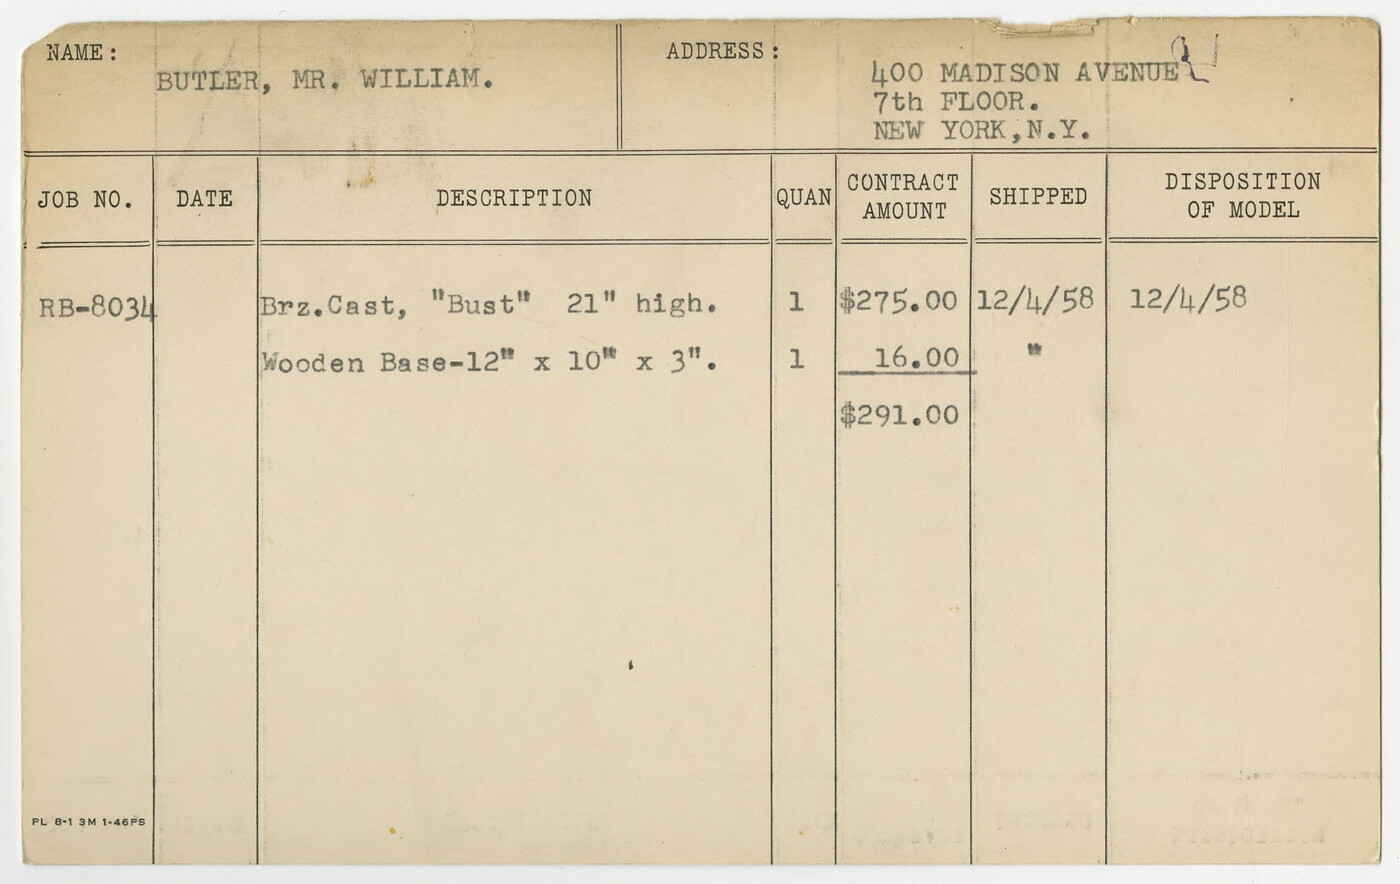 NAME:
BUTLER, MR. WILLIAM.
ADDRESS:
400 MADISON AVENUE
7th FLOOR.
NEW YORK,N.Y.
JOB NO. DATE DESCRIPTION QUAN CONTRACT AMOUNT SHIPPED DISPOSITION OF MODEL
RB-8034 Brz.Cast, "Bust" 21" high. 1 $275.00 12/4/58 12/4/58
Wooden Base-12" x 10" x 3". 1 16.00 "
$291.00
PL 8-1 3M 1-46PS